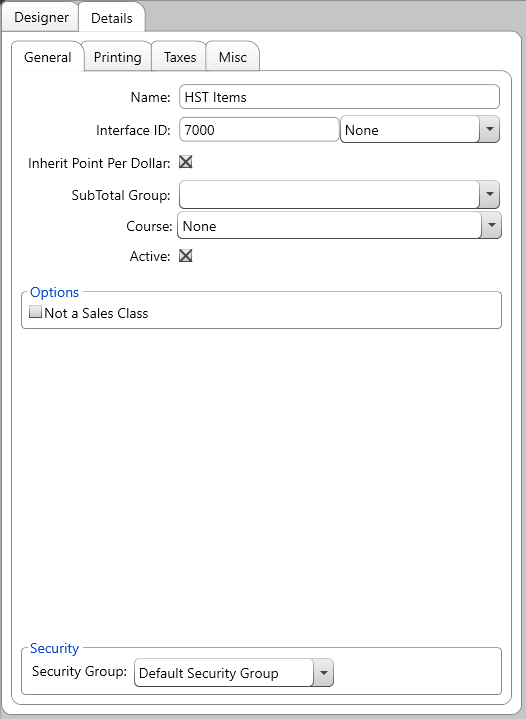 Designer Details
General Printing Taxes Misc
Name: HST Items
Interface ID: 7000 None
Inherit Point Per Dollar:
SubTotal Group:
Course: None
Active:
Options
Not a Sales Class
Security
Security Group: Default Security Group